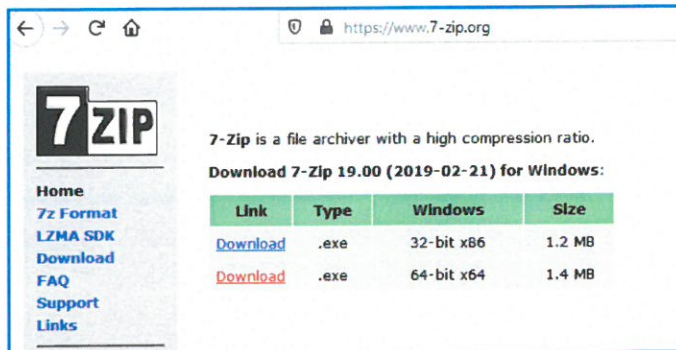 https://www.7-zip.org
7 ZIP
7-Zip is a file archiver with a high compression ratio.
Download 7-Zip 19.00 (2019-02-21) for Windows:
Link Type Windows Size
Download .exe 32-bit x86 1.2 MB
Download .exe 64-bit x64 1.4 MB
Home
7z Format
LZMA SDK
Download
FAQ
Support
Links